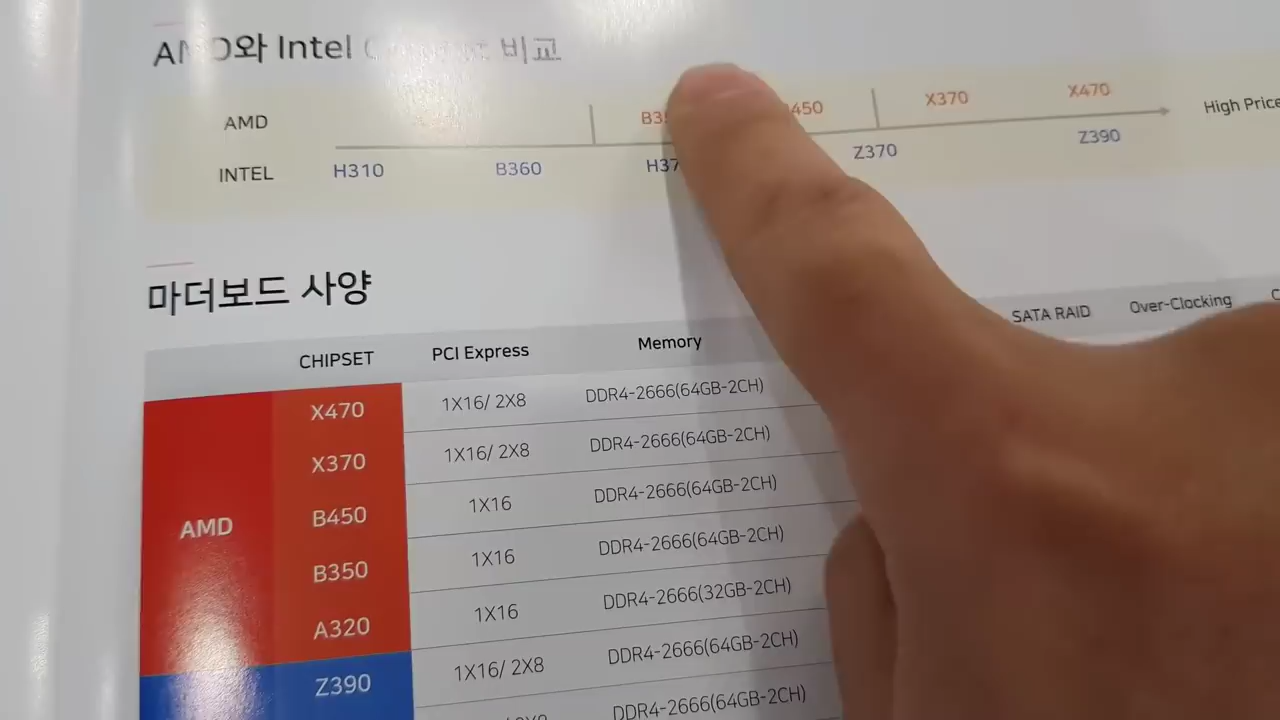 AMD와 Intel 비교
AMD X370 X470 High Price
INTEL H310 B360 Z370 Z390
마더보드 사양
CHIPSET PCI Express Memory SATA RAID Over-Clocking
AMD
X470 1X16/ 2X8 DDR4-2666(64GB-2CH)
X370 1X16/ 2X8 DDR4-2666(64GB-2CH)
B450 1X16 DDR4-2666(64GB-2CH)
B350 1X16 DDR4-2666(64GB-2CH)
A320 1X16 DDR4-2666(32GB-2CH)
Z390 1X16/ 2X8 DDR4-2666(64GB-2CH)
DDR4-2666(64GB-2CH)